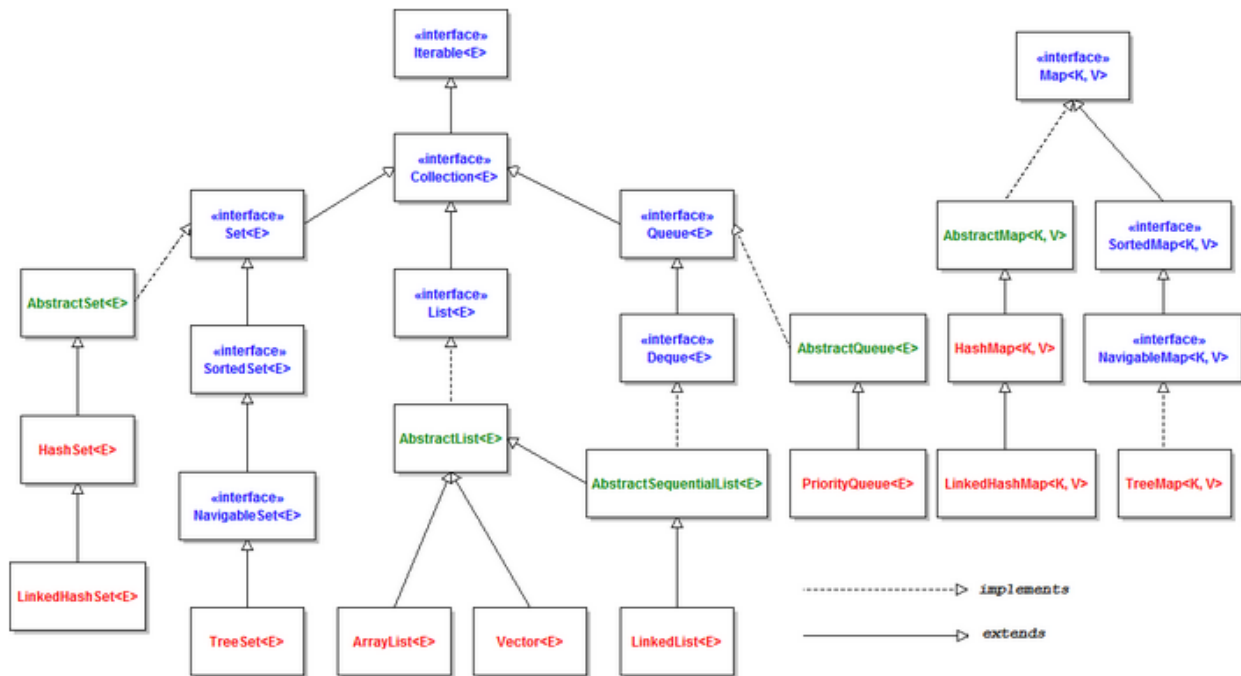 «interface»
Iterable<E>
«interface»
Map<K, V>
«interface»
Collection<E>
«interface»
Set<E>
«interface»
Queue<E>
AbstractMap<K, V>
«interface»
SortedMap<K, V>
AbstractSet<E>
«interface»
List<E>
«interface»
SortedSet<E>
«interface»
Deque<E>
AbstractQueue<E>
HashMap<K, V>
«interface»
NavigableMap<K, V>
HashSet<E>
AbstractList<E>
«interface»
NavigableSet<E>
AbstractSequentialList<E>
PriorityQueue<E>
LinkedHashMap<K, V>
TreeMap<K, V>
LinkedHashSet<E>
TreeSet<E>
ArrayList<E>
Vector<E>
LinkedList<E>
implements
extends